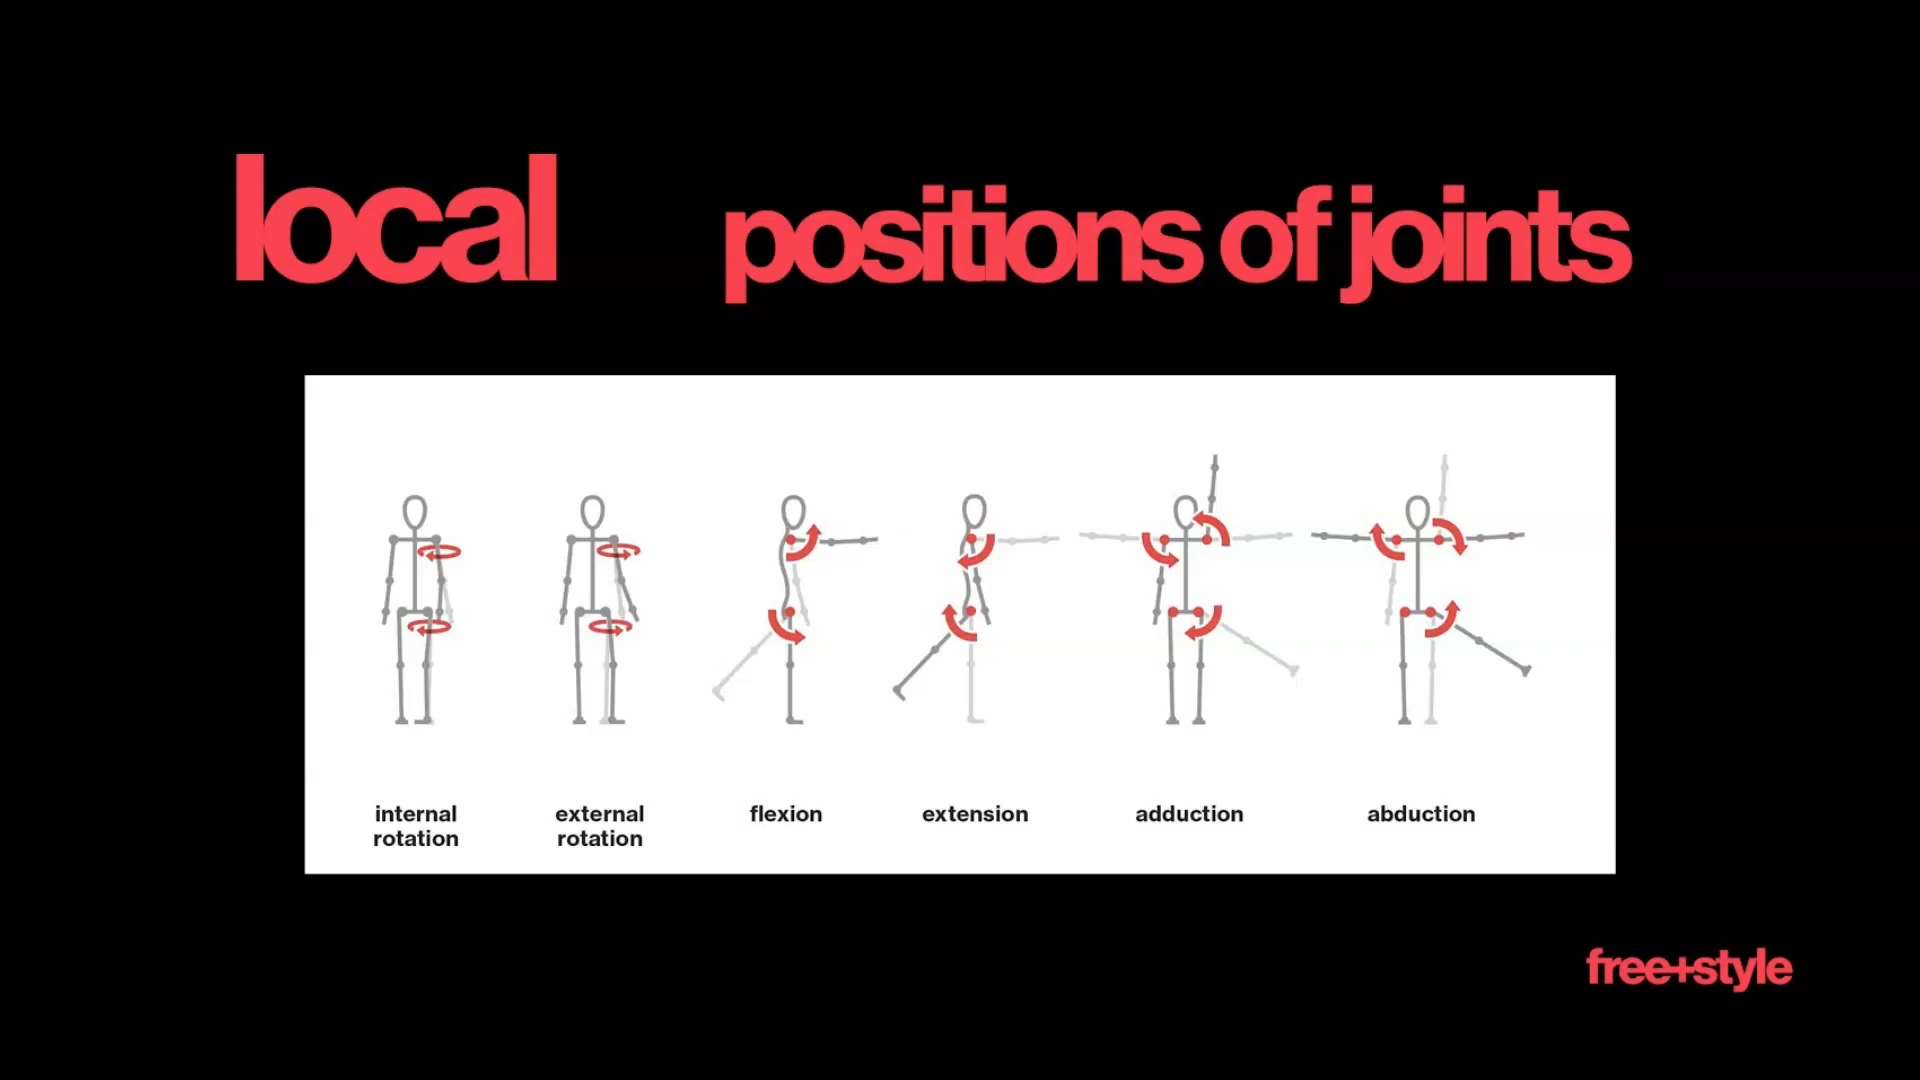 local positions of joints
internal rotation
external rotation
flexion
extension
adduction
abduction
free+style